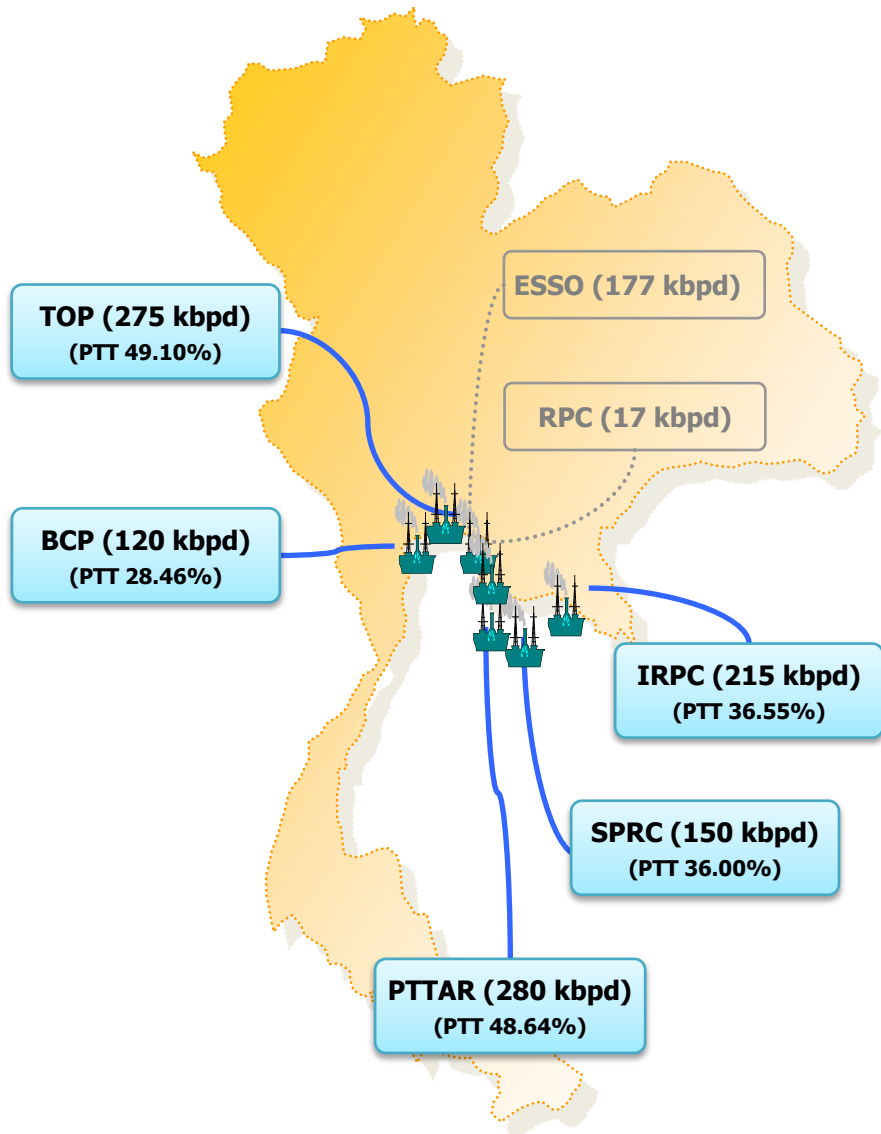 ESSO (177 kbpd)
TOP (275 kbpd)
(PTT 49.10%)
RPC (17 kbpd)
BCP (120 kbpd)
(PTT 28.46%)
IRPC (215 kbpd)
(PTT 36.55%)
SPRC (150 kbpd)
(PTT 36.00%)
PTTAR (280 kbpd)
(PTT 48.64%)